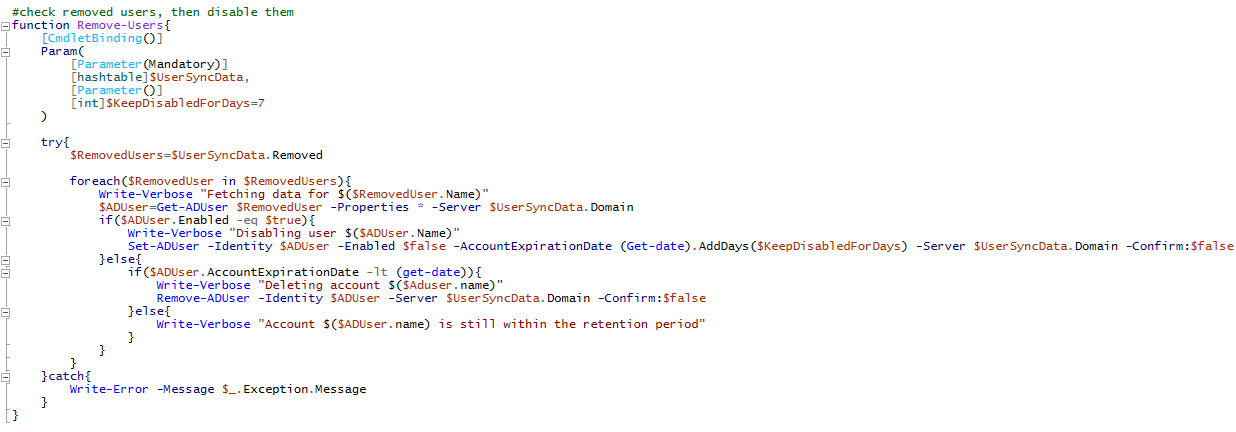 #check removed users, then disable them
function Remove-Users{
    [CmdletBinding()]
    Param(
        [Parameter(Mandatory)]
        [hashtable]$UserSyncData,
        [Parameter()]
        [int]$KeepDisabledForDays=7
    )

    try{
        $RemovedUsers=$UserSyncData.Removed

        foreach($RemovedUser in $RemovedUsers){
            Write-Verbose "Fetching data for $($RemovedUser.Name)"
            $ADUser=Get-ADUser $RemovedUser -Properties * -Server $UserSyncData.Domain
            if($ADUser.Enabled -eq $true){
                Write-Verbose "Disabling user $($ADUser.Name)"
                Set-ADUser -Identity $ADUser -Enabled $false -AccountExpirationDate (Get-date).AddDays($KeepDisabledForDays) -Server $UserSyncData.Domain -Confirm:$false
            }else{
                if($ADUser.AccountExpirationDate -lt (get-date)){
                    Write-Verbose "Deleting account $($Aduser.name)"
                    Remove-ADUser -Identity $ADUser -Server $UserSyncData.Domain -Confirm:$false
                }else{
                    Write-Verbose "Account $($ADUser.name) is still within the retention period"
                }
            }
        }
    }catch{
        Write-Error -Message $_.Exception.Message
    }
}